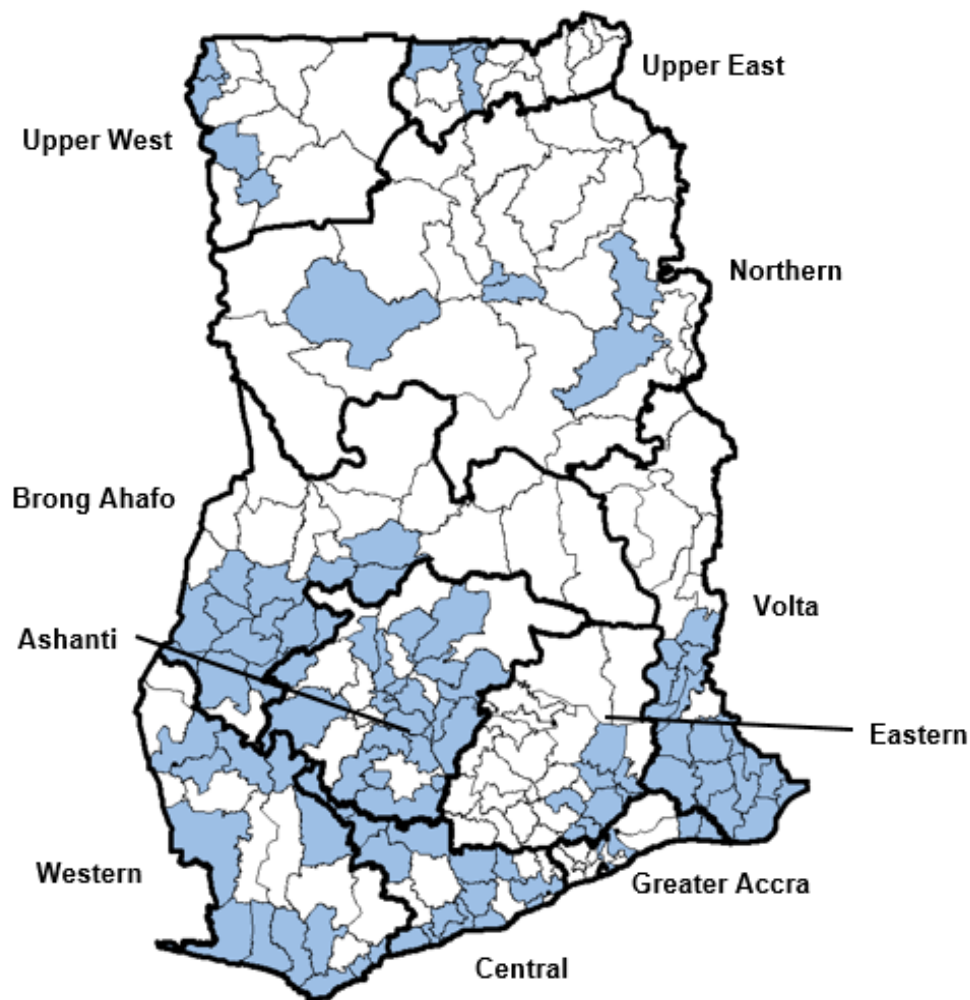 Upper East
Upper West
Northern
Brong Ahafo
Volta
Ashanti
Eastern
Western
Greater Accra
Central